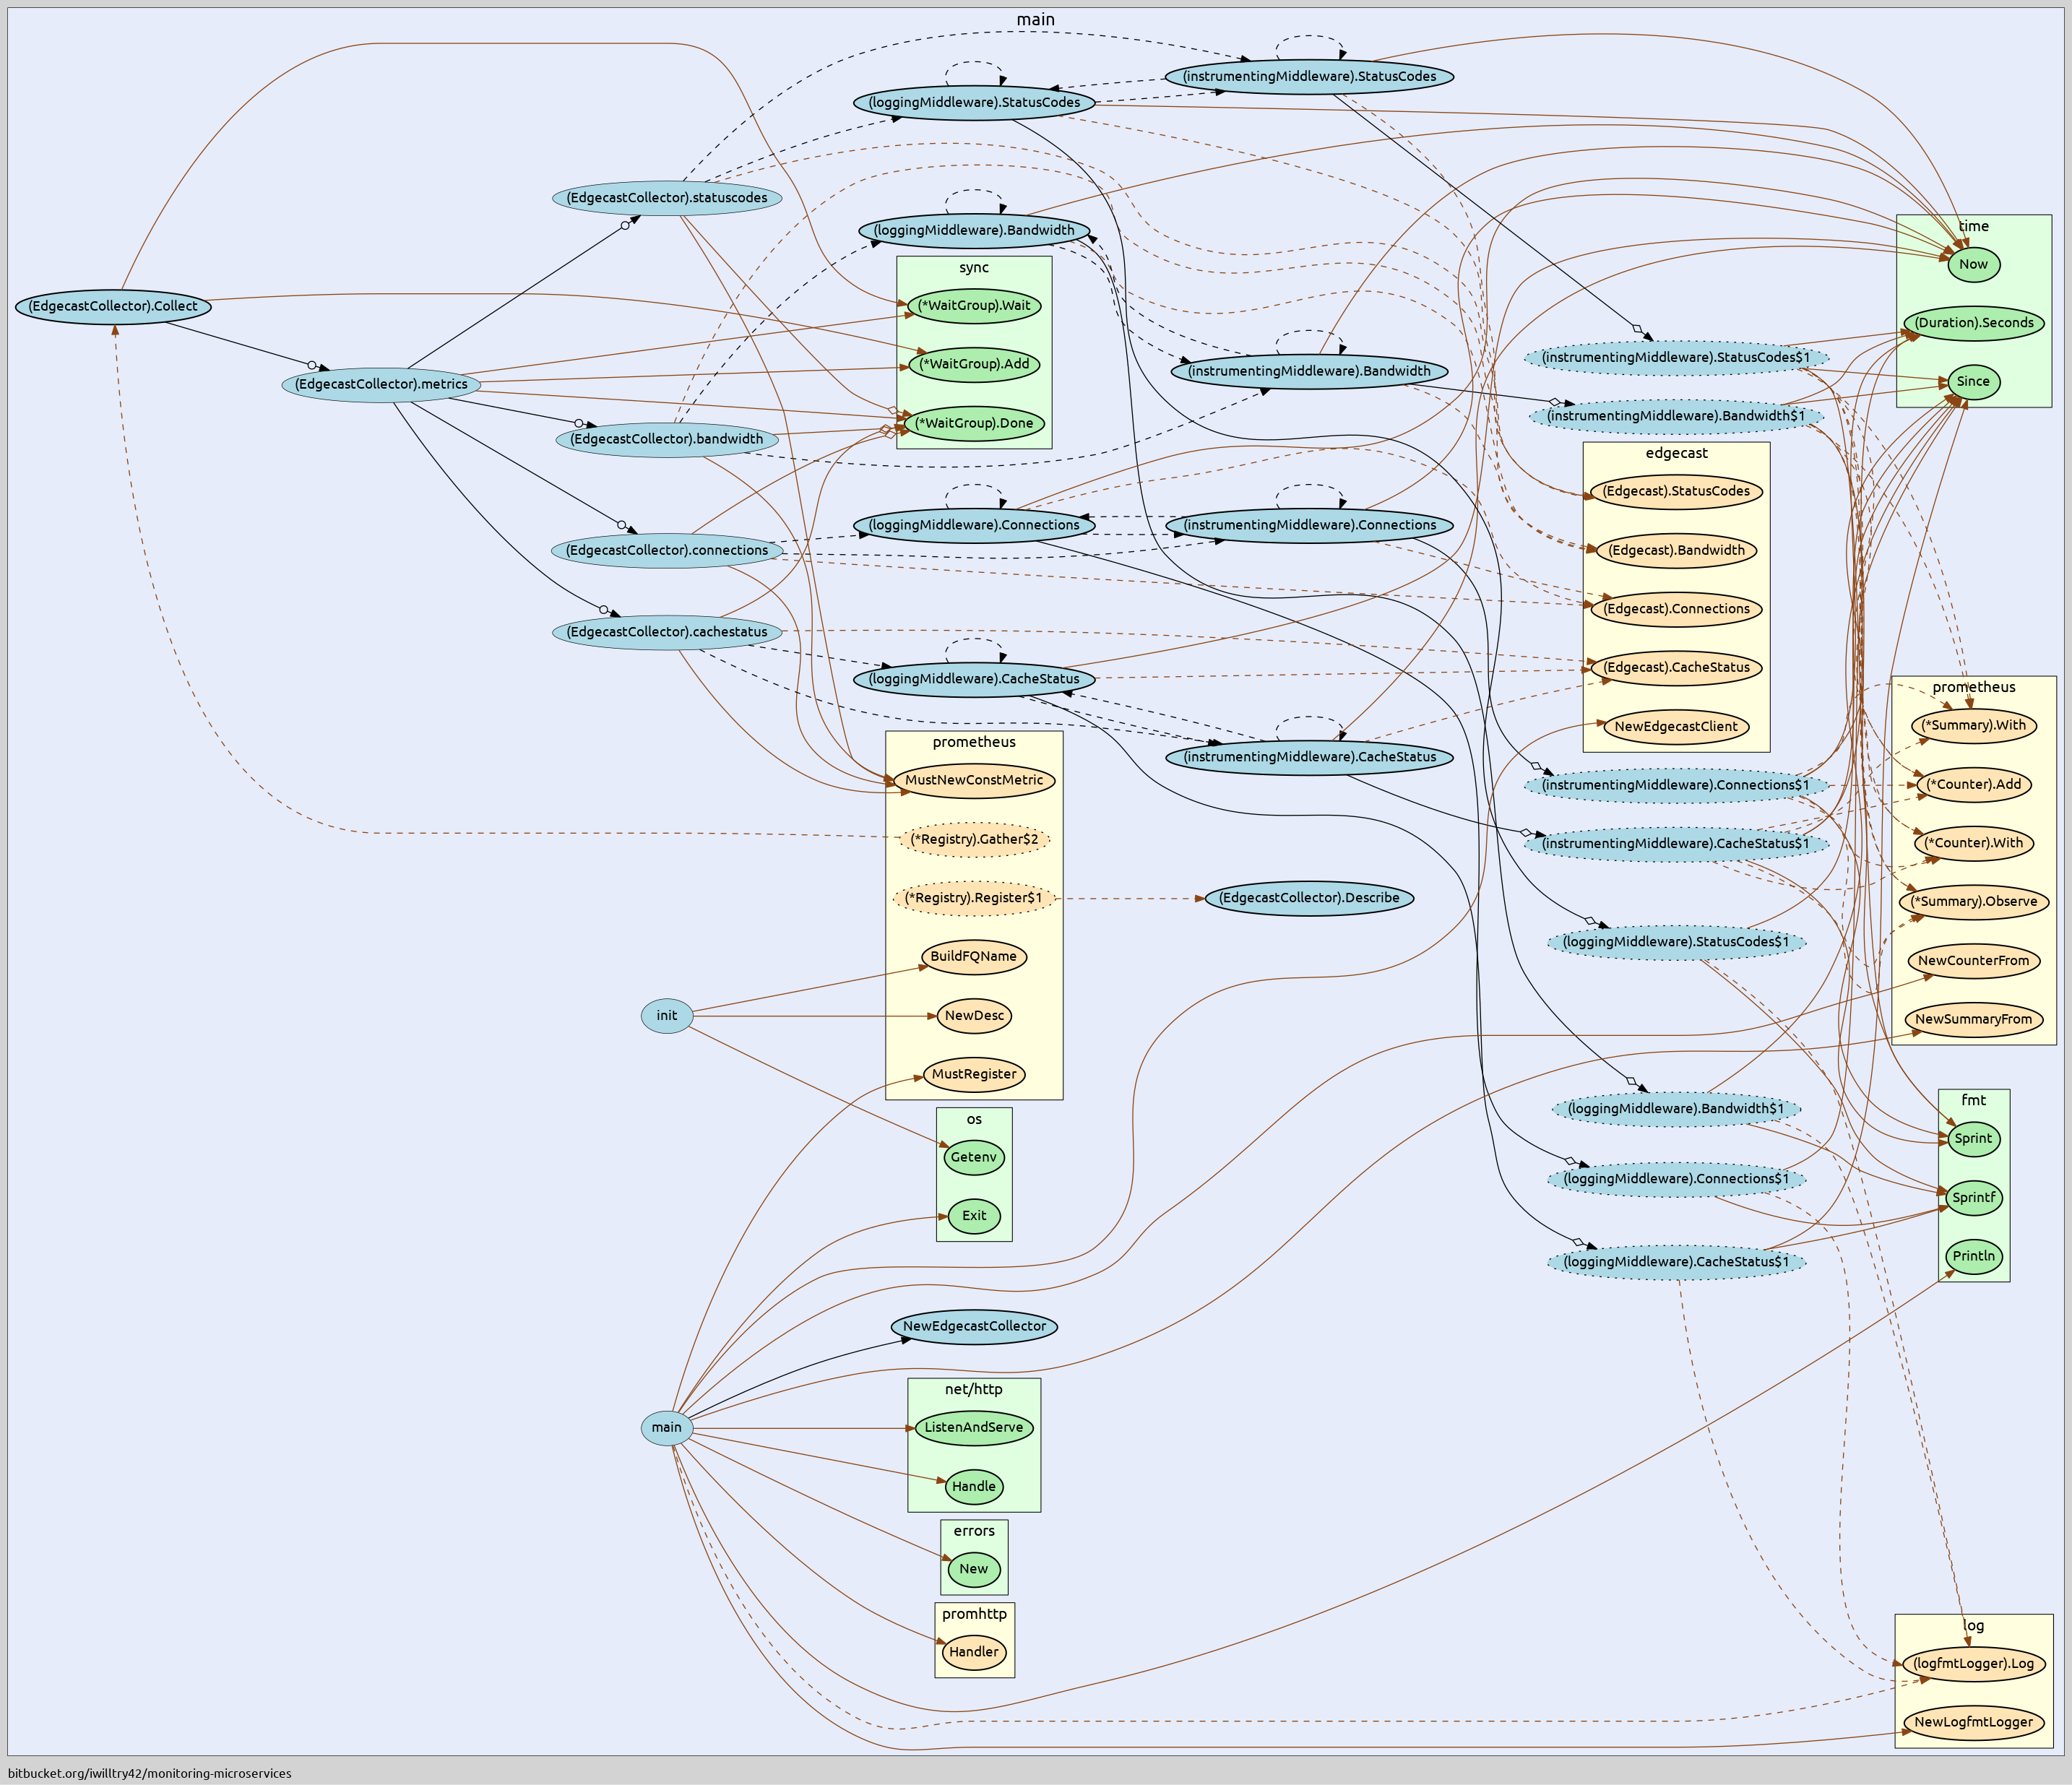 main
(instrumentingMiddleware).StatusCodes
(loggingMiddleware).StatusCodes
(EdgecastCollector).statuscodes
(loggingMiddleware).Bandwidth
time
Now
(Duration).Seconds
Since
sync
(*WaitGroup).Wait
(*WaitGroup).Add
(*WaitGroup).Done
(EdgecastCollector).Collect
(EdgecastCollector).metrics
(instrumentingMiddleware).Bandwidth
(instrumentingMiddleware).StatusCodes$1
(instrumentingMiddleware).Bandwidth$1
(EdgecastCollector).bandwidth
edgecast
(Edgecast).StatusCodes
(Edgecast).Bandwidth
(Edgecast).Connections
(Edgecast).CacheStatus
NewEdgecastClient
(loggingMiddleware).Connections
(instrumentingMiddleware).Connections
(EdgecastCollector).connections
(EdgecastCollector).cachestatus
(loggingMiddleware).CacheStatus
(instrumentingMiddleware).CacheStatus
prometheus
(*Summary).With
(*Counter).Add
(*Counter).With
(*Summary).Observe
NewCounterFrom
NewSummaryFrom
prometheus
MustNewConstMetric
(*Registry).Gather$2
(*Registry).Register$1
BuildFQName
NewDesc
MustRegister
(instrumentingMiddleware).Connections$1
(instrumentingMiddleware).CacheStatus$1
(EdgecastCollector).Describe
(loggingMiddleware).StatusCodes$1
init
(loggingMiddleware).Bandwidth$1
(loggingMiddleware).Connections$1
(loggingMiddleware).CacheStatus$1
fmt
Sprint
Sprintf
Println
os
Getenv
Exit
NewEdgecastCollector
main
net/http
ListenAndServe
Handle
errors
New
promhttp
Handler
log
(logfmtLogger).Log
NewLogfmtLogger
bitbucket.org/iwilltry42/monitoring-microservices